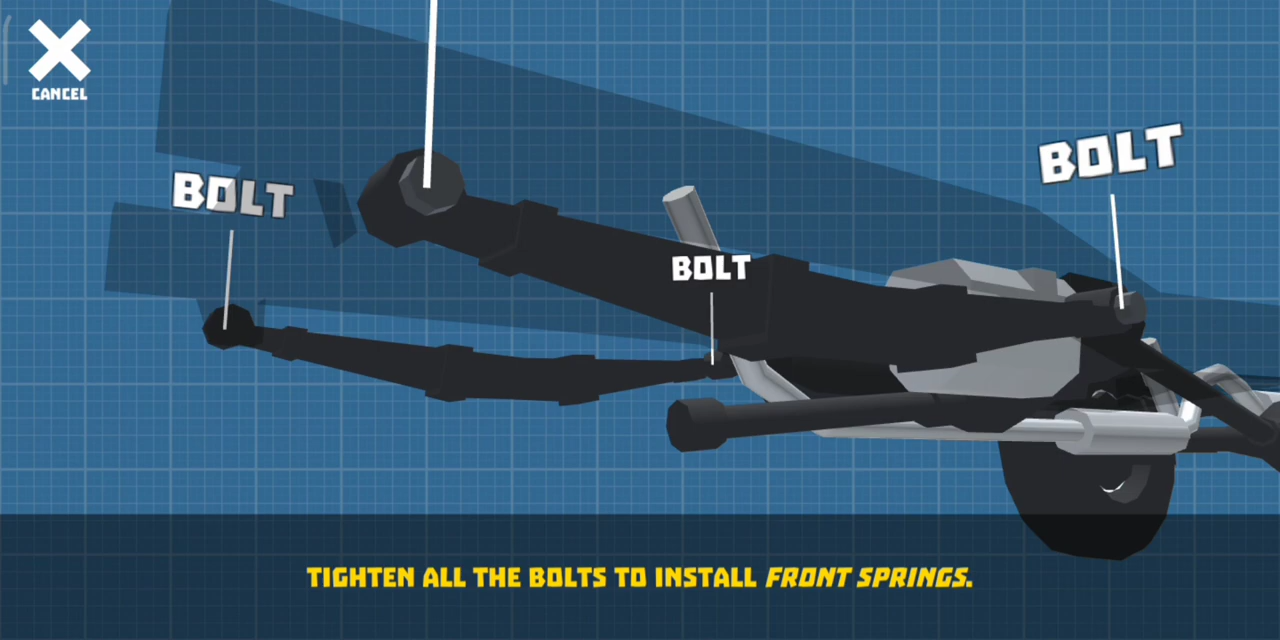 CANCEL
BOLT
BOLT
BOLT
TIGHTEN ALL THE BOLTS TO INSTALL FRONT SPRINGS.